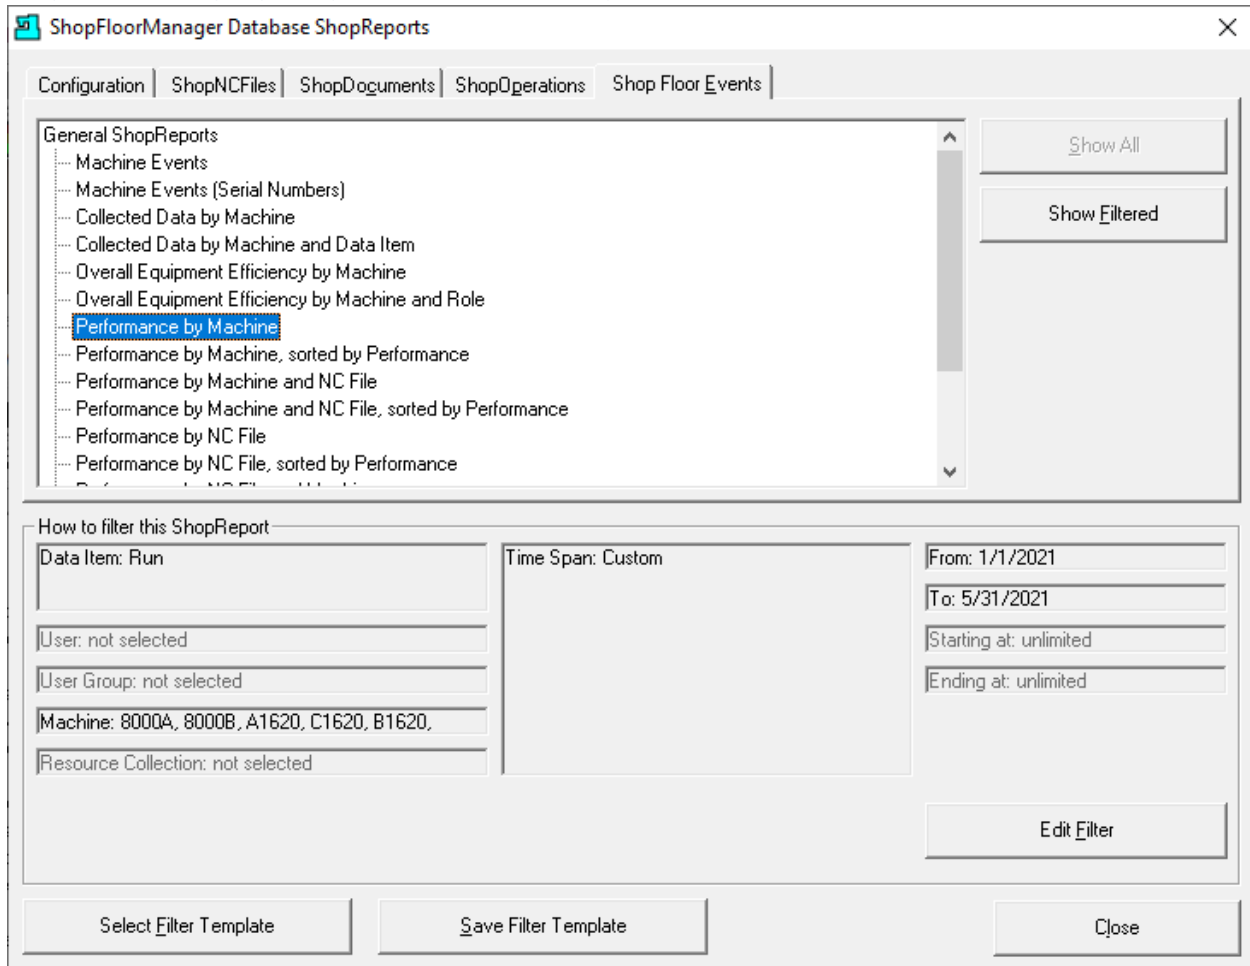 ShopFloorManager Database ShopReports
Configuration ShopNCFiles ShopDocuments ShopOperations Shop Floor Events
General ShopReports
Machine Events
Machine Events (Serial Numbers)
Collected Data by Machine
Collected Data by Machine and Data Item
Overall Equipment Efficiency by Machine
Overall Equipment Efficiency by Machine and Role
Performance by Machine
Performance by Machine, sorted by Performance
Performance by Machine and NC File
Performance by Machine and NC File, sorted by Performance
Performance by NC File
Performance by NC File, sorted by Performance
Show All
Show Filtered
How to filter this ShopReport
Data Item: Run
User: not selected
User Group: not selected
Machine: 8000A, 8000B, A1620, C1620, B1620,
Resource Collection: not selected
Time Span: Custom
From: 1/1/2021
To: 5/31/2021
Starting at: unlimited
Ending at: unlimited
Edit Filter
Select Filter Template
Save Filter Template
Close